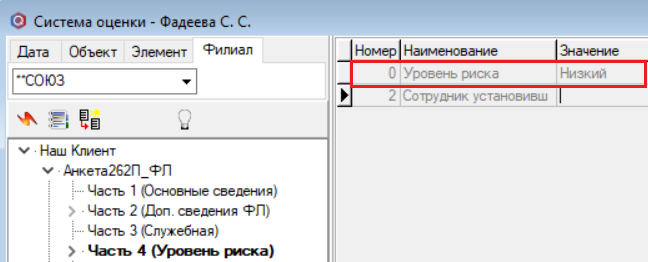 Система оценки - Фадеева С. С.
Дата Объект Элемент Филиал
**СОЮЗ
Наш Клиент
Анкета262П_ФЛ
Часть 1 (Основные сведения)
Часть 2 (Доп. сведения ФЛ)
Часть 3 (Служебная)
Часть 4 (Уровень риска)
Номер Наименование Значение
0 Уровень риска Низкий
2 Сотрудник установивш